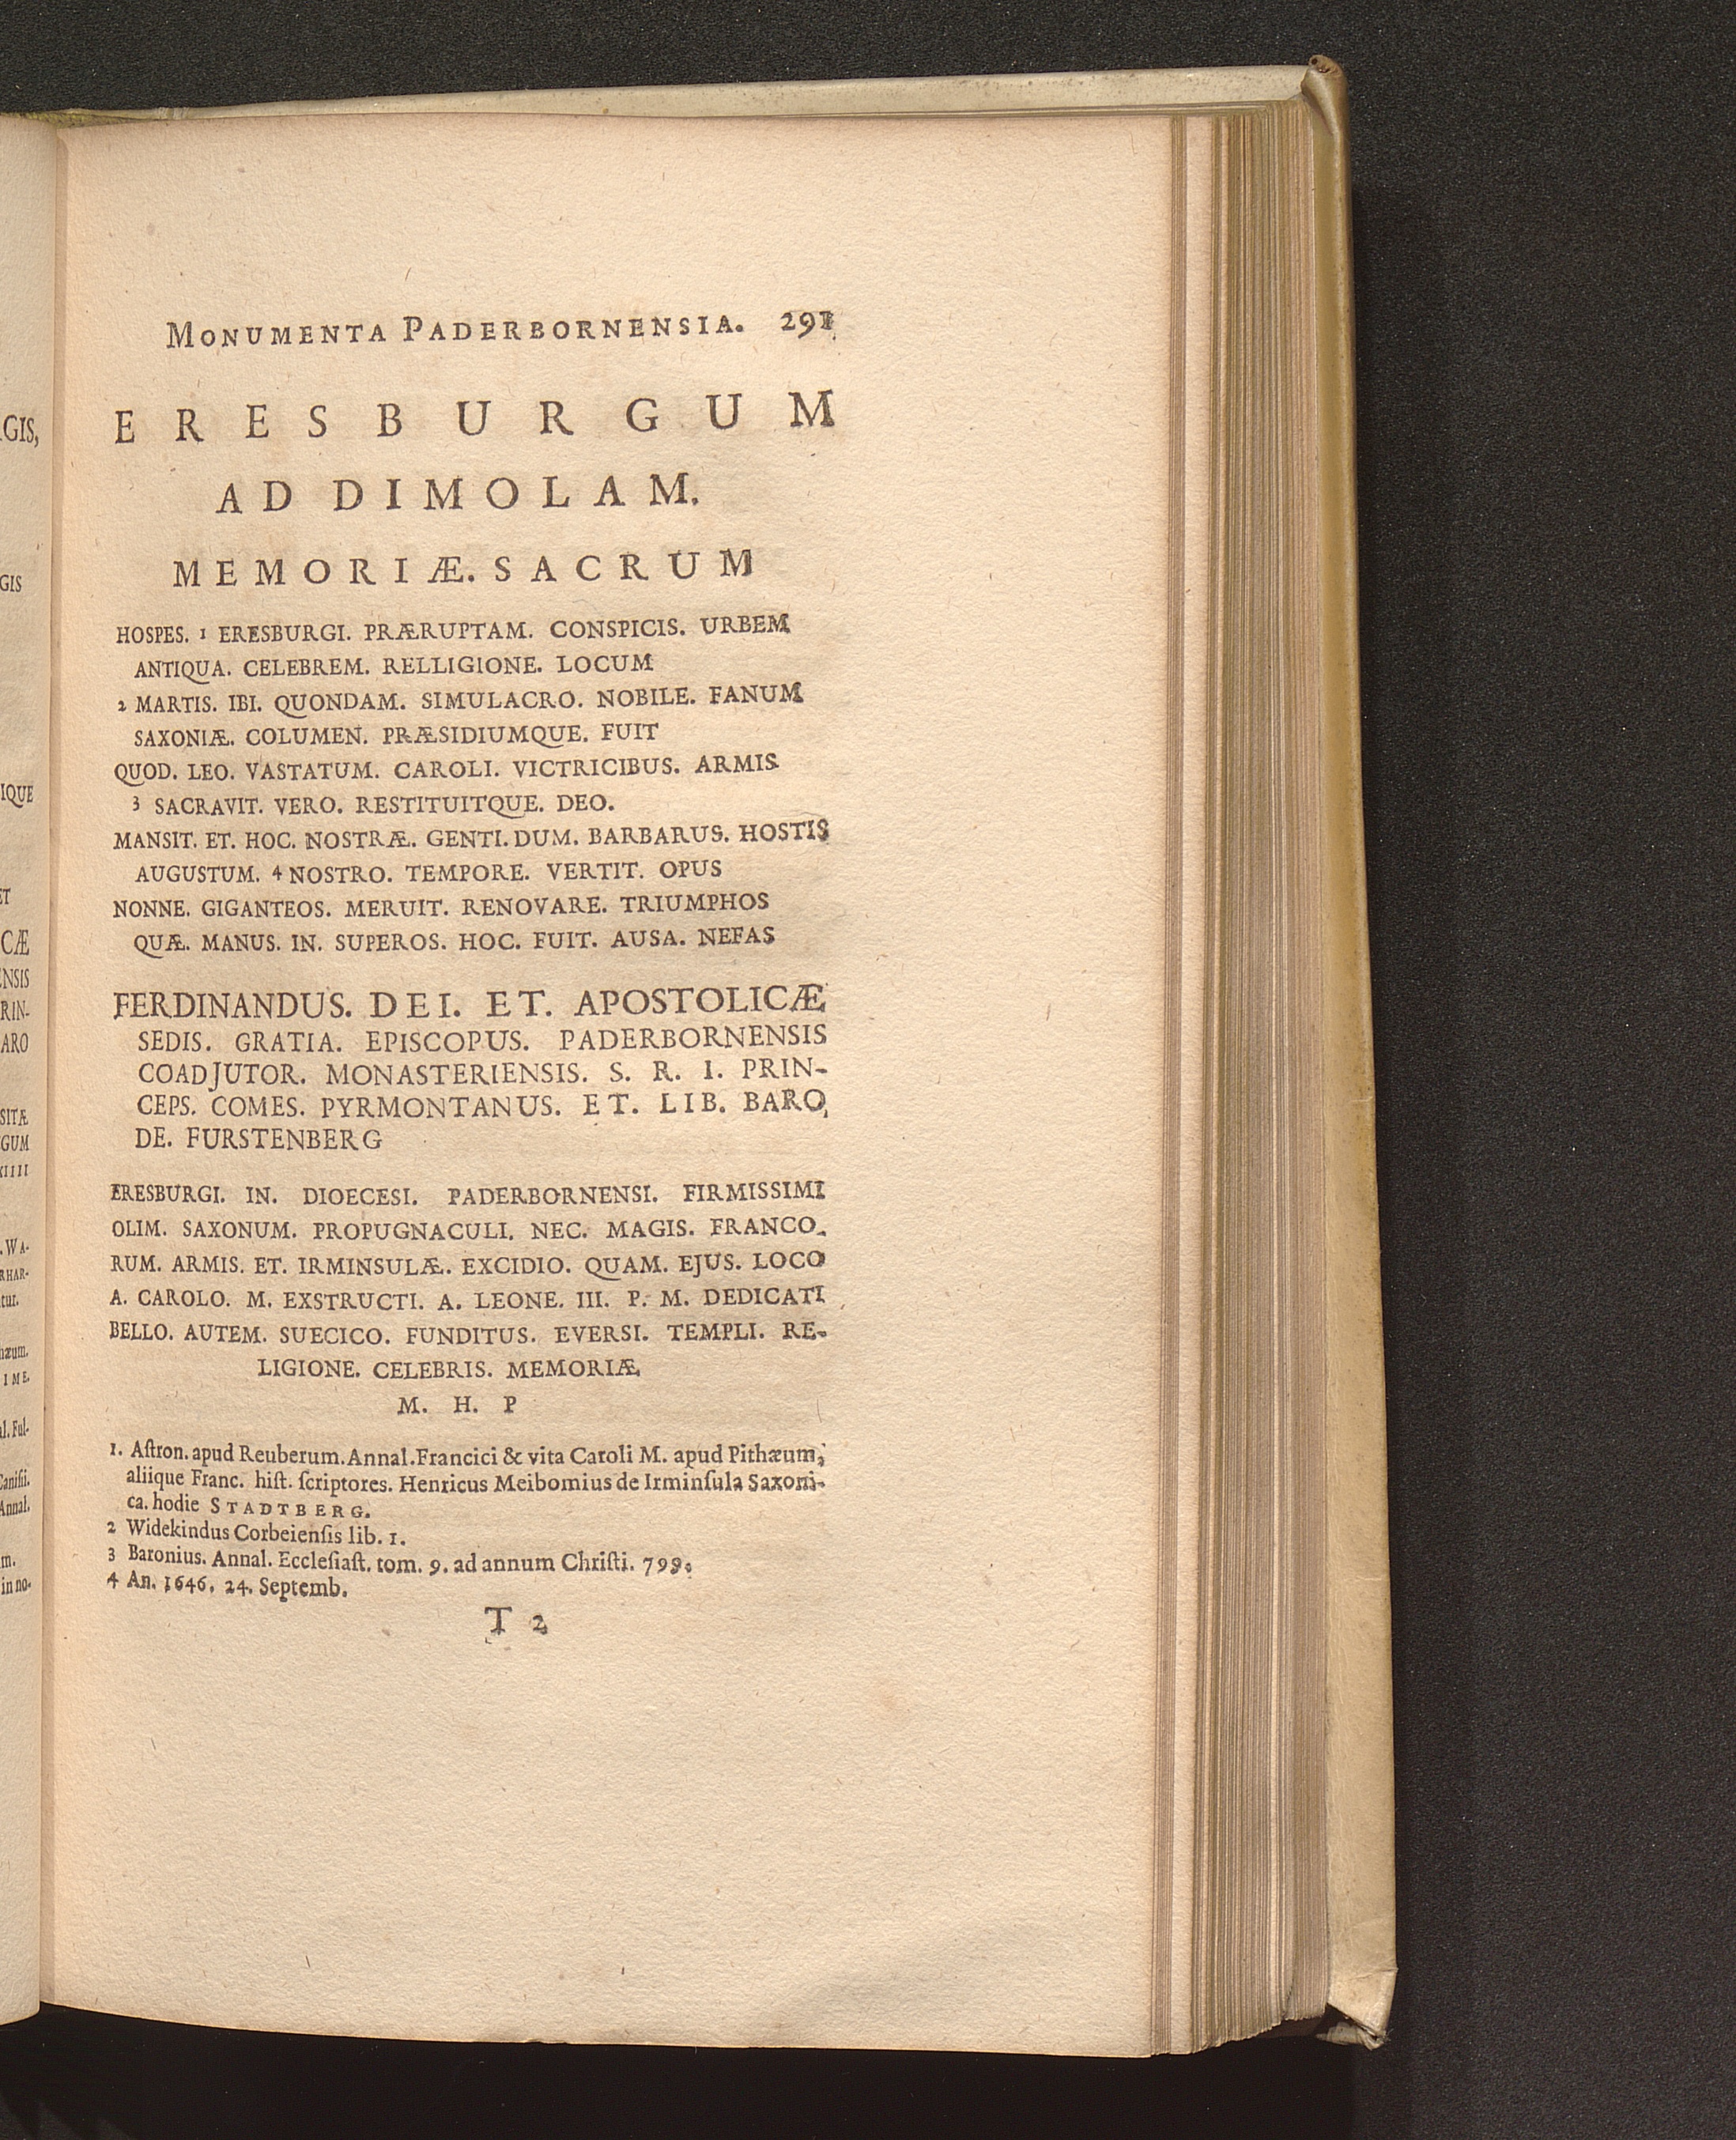 MONUMENTA PADERBORNENSIA. 291
ERESBURGUM
AD DIMOLAM.
MEMORIÆ. SACRUM
HOSPES. 1 ERESBURGI. PRÆRUPTAM. CONSPICIS. URBEM
ANTIQUA. CELEBREM. RELLIGIONE. LOCUM
2 MARTIS. IBI. QUONDAM. SIMULACRO. NOBILE. FANUM
SAXONIÆ. COLUMEN. PRÆSIDIUMQUE. FUIT
QUOD. LEO. VASTATUM. CAROLI. VICTRICIBUS. ARMIS
3 SACRAVIT. VERO. RESTITUITQUE. DEO.
MANSIT. ET. HOC. NOSTRÆ. GENTI. DUM. BARBARUS. HOSTIS
AUGUSTUM. 4 NOSTRO. TEMPORE. VERTIT. OPUS
NONNE. GIGANTEOS. MERUIT. RENOVARE. TRIUMPHOS
QUÆ. MANUS. IN. SUPEROS. HOC. FUIT. AUSA. NEFAS
FERDINANDUS. DEI. ET. APOSTOLICÆ
SEDIS. GRATIA. EPISCOPUS. PADERBORNENSIS
COADJUTOR. MONASTERIENSIS. S. R. I. PRIN-
CEPS. COMES. PYRMONTANUS. ET. LIB. BARO
DE. FURSTENBERG
ERESBURGI. IN. DIOECESI. PADERBORNENSI. FIRMISSIMI
OLIM. SAXONUM. PROPUGNACULI. NEC. MAGIS. FRANCO-
RUM. ARMIS. ET. IRMINSULÆ. EXCIDIO. QUAM. EJUS. LOCO
A. CAROLO. M. EXSTRUCTI. A. LEONE. III. P. M. DEDICATI
BELLO. AUTEM. SUECICO. FUNDITUS. EVERSI. TEMPLI. RE-
LIGIONE. CELEBRIS. MEMORIÆ
M. H. P
1. Aſtron. apud Reuberum. Annal. Francici & vita Caroli M. apud Pithæum,
aliique Franc. hiſt. ſcriptores. Henricus Meibomius de Irminſula Saxoni-
ca. hodie STADTBERG.
2 Widekindus Corbeienſis lib. 1.
3 Baronius. Annal. Eccleſiaſt. tom. 9. ad annum Chriſti. 799.
4 An. 1646. 24. Septemb.
T 2